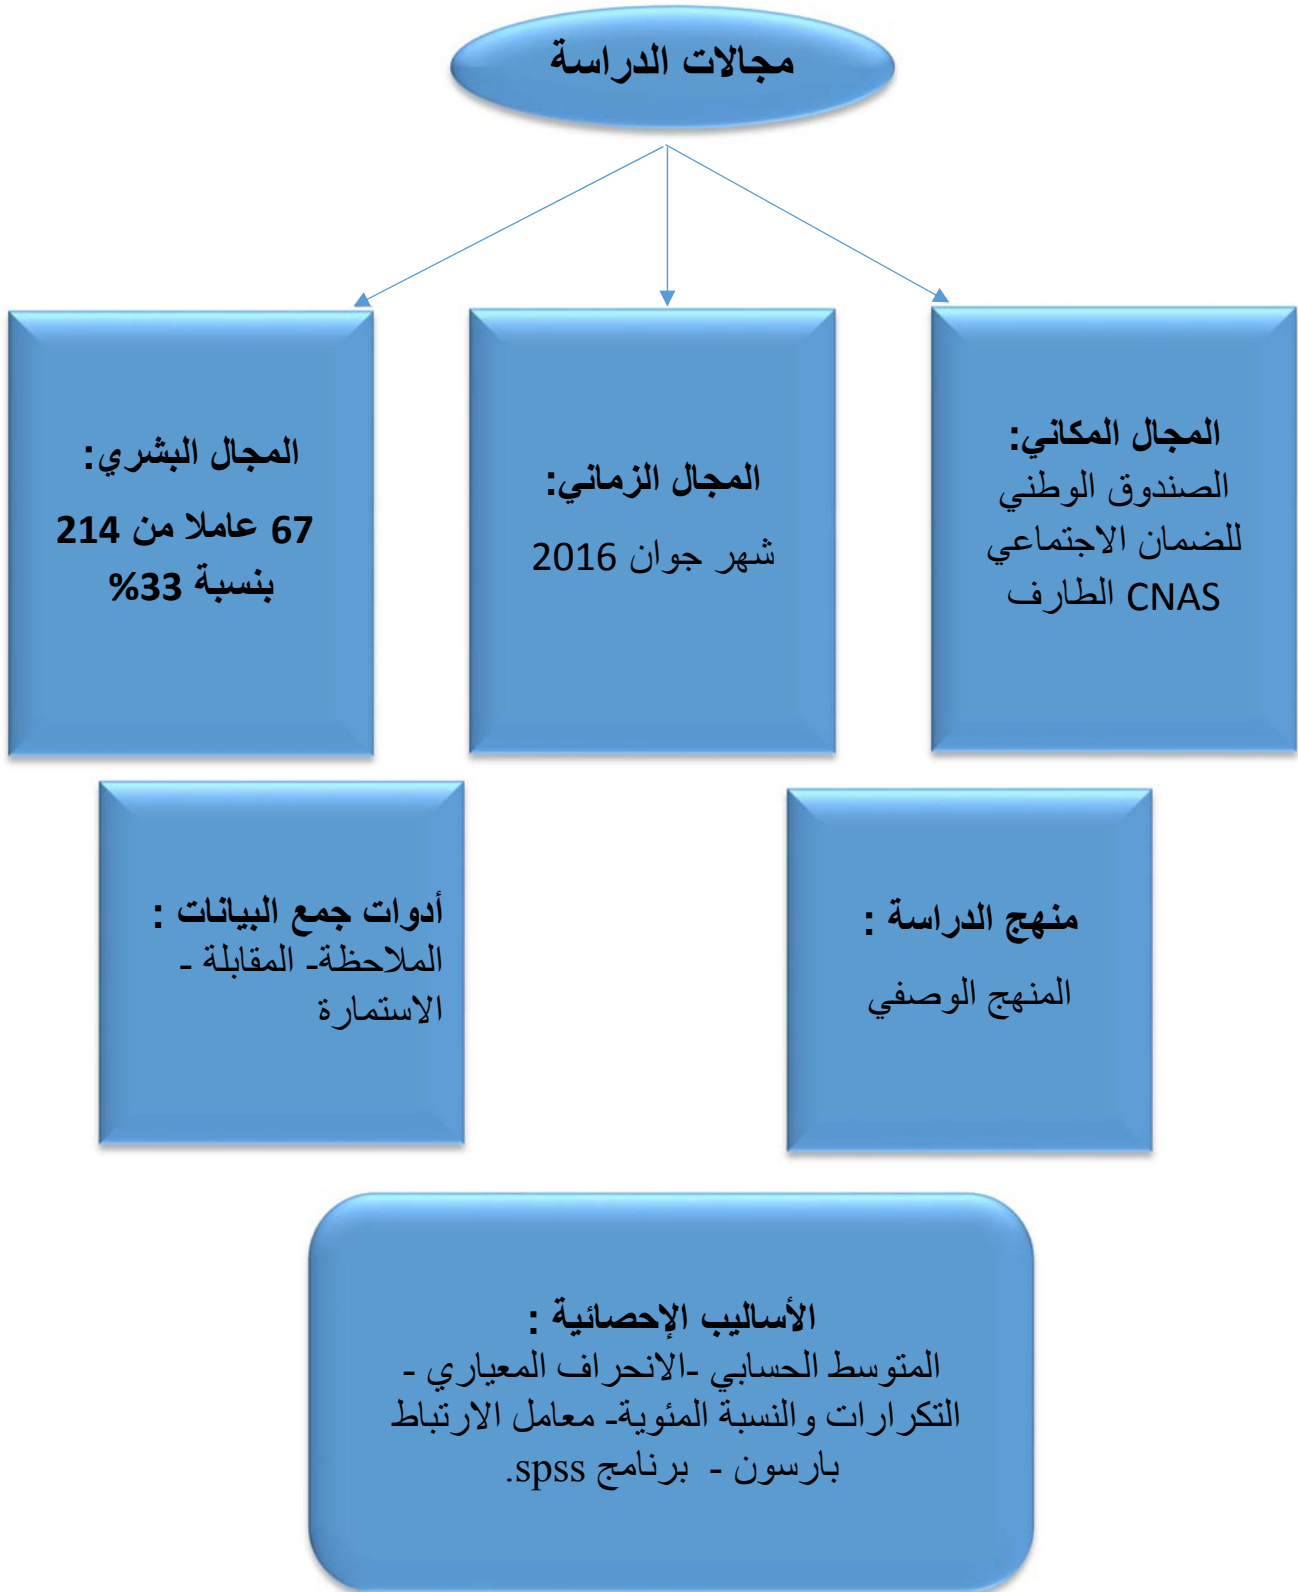 مجالات الدراسة
المجال المكاني:
الصندوق الوطني
للضمان الاجتماعي
CNAS الطارف
المجال الزماني:
شهر جوان 2016
المجال البشري:
67 عاملا من 214
بنسبة 33%
منهج الدراسة :
المنهج الوصفي
أدوات جمع البيانات :
الملاحظة- المقابلة -
الاستمارة
الأساليب الإحصائية :
المتوسط الحسابي -الانحراف المعياري -
التكرارات والنسبة المئوية- معامل الارتباط
بارسون - برنامج spss.